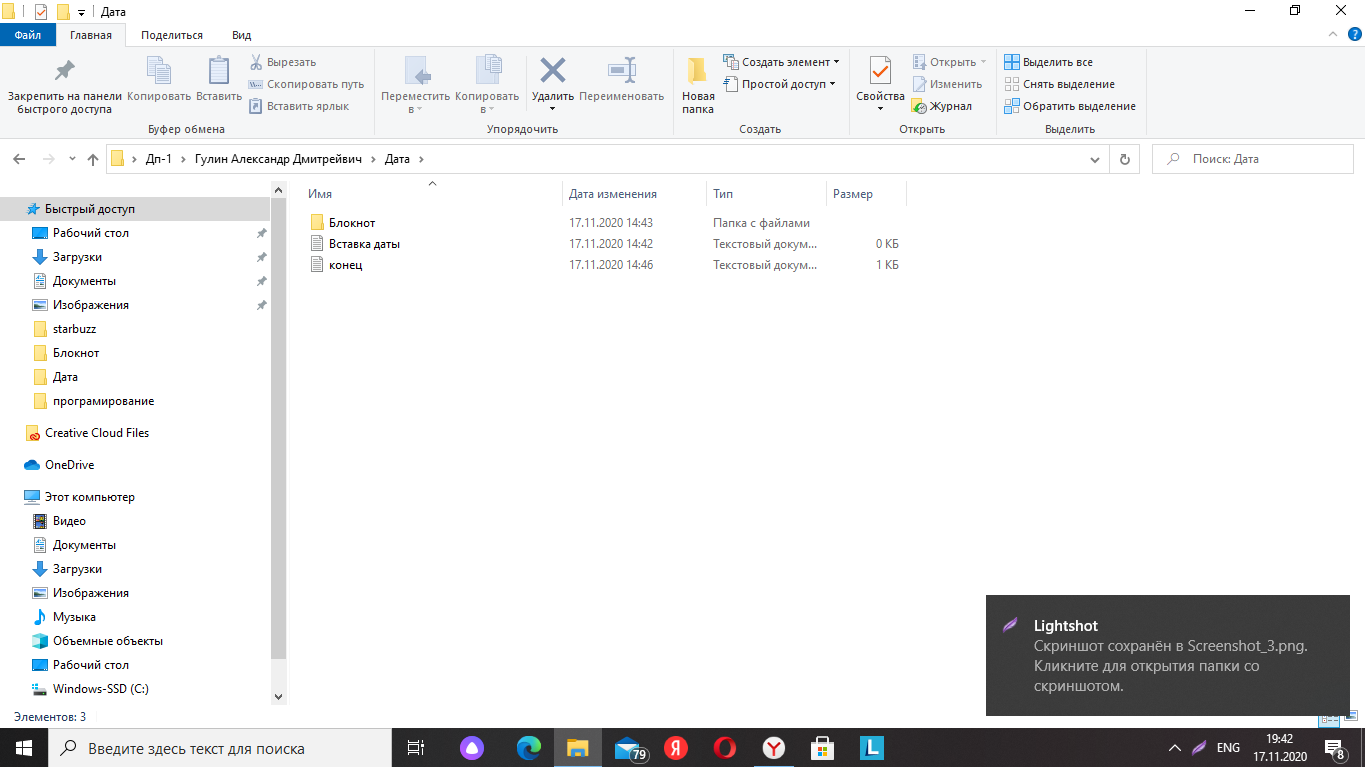 Дата
Файл
Главная
Поделиться
Вид
Закрепить на панели
быстрого доступа
Копировать
Вставить
Вырезать
Скопировать путь
Вставить ярлык
Буфер обмена
Переместить
в
Копировать
в
Удалить
Переименовать
Упорядочить
Новая
папка
Создать элемент
Простой доступ
Создать
Свойства
Открыть
Изменить
Журнал
Открыть
Выделить все
Снять выделение
Обратить выделение
Выделить
Дп-1 > Гулин Александр Дмитрейвич > Дата >
Поиск: Дата
Имя Дата изменения Тип Размер
Блокнот 17.11.2020 14:43 Папка с файлами
Вставка даты 17.11.2020 14:42 Текстовый докум... 0 КБ
конец 17.11.2020 14:46 Текстовый докум... 1 КБ
Быстрый доступ
Рабочий стол
Загрузки
Документы
Изображения
starbuzz
Блокнот
Дата
програмирование
Creative Cloud Files
OneDrive
Этот компьютер
Видео
Документы
Загрузки
Изображения
Музыка
Объемные объекты
Рабочий стол
Windows-SSD (C:)
Элементов: 3
Lightshot
Скриншот сохранён в Screenshot_3.png.
Кликните для открытия папки со
скриншотом.
Введите здесь текст для поиска
79
Я
Y
L
ENG
19:42
17.11.2020
8